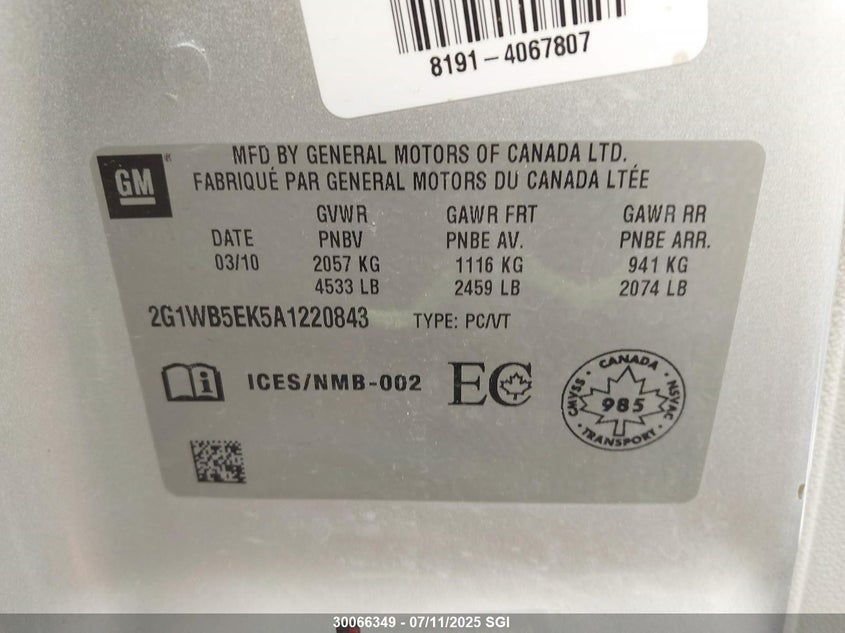 8191-4067807
GM
MFD BY GENERAL MOTORS OF CANADA LTD.
FABRIQUÉ PAR GENERAL MOTORS DU CANADA LTÉE
GVWR GAWR FRT GAWR RR
DATE PNBV PNBE AV. PNBE ARR.
03/10 2057 KG 1116 KG 941 KG
4533 LB 2459 LB 2074 LB
2G1WB5EK5A1220843 TYPE: PC/VT
i ICES/NMB-002 EC
CANADA
CMVSS 985 NSVAC
TRANSPORT
30066349 - 07/11/2025 SGI